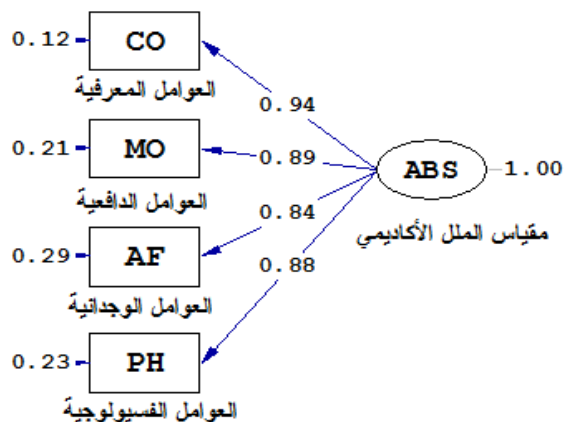 0.12
CO
العوامل المعرفية
0.94
0.21
MO
0.89
ABS
1.00
العوامل الدافعية
0.84
مقياس الملل الأكاديمي
0.29
AF
0.88
العوامل الوجدانية
0.23
PH
العوامل الفسيولوجية